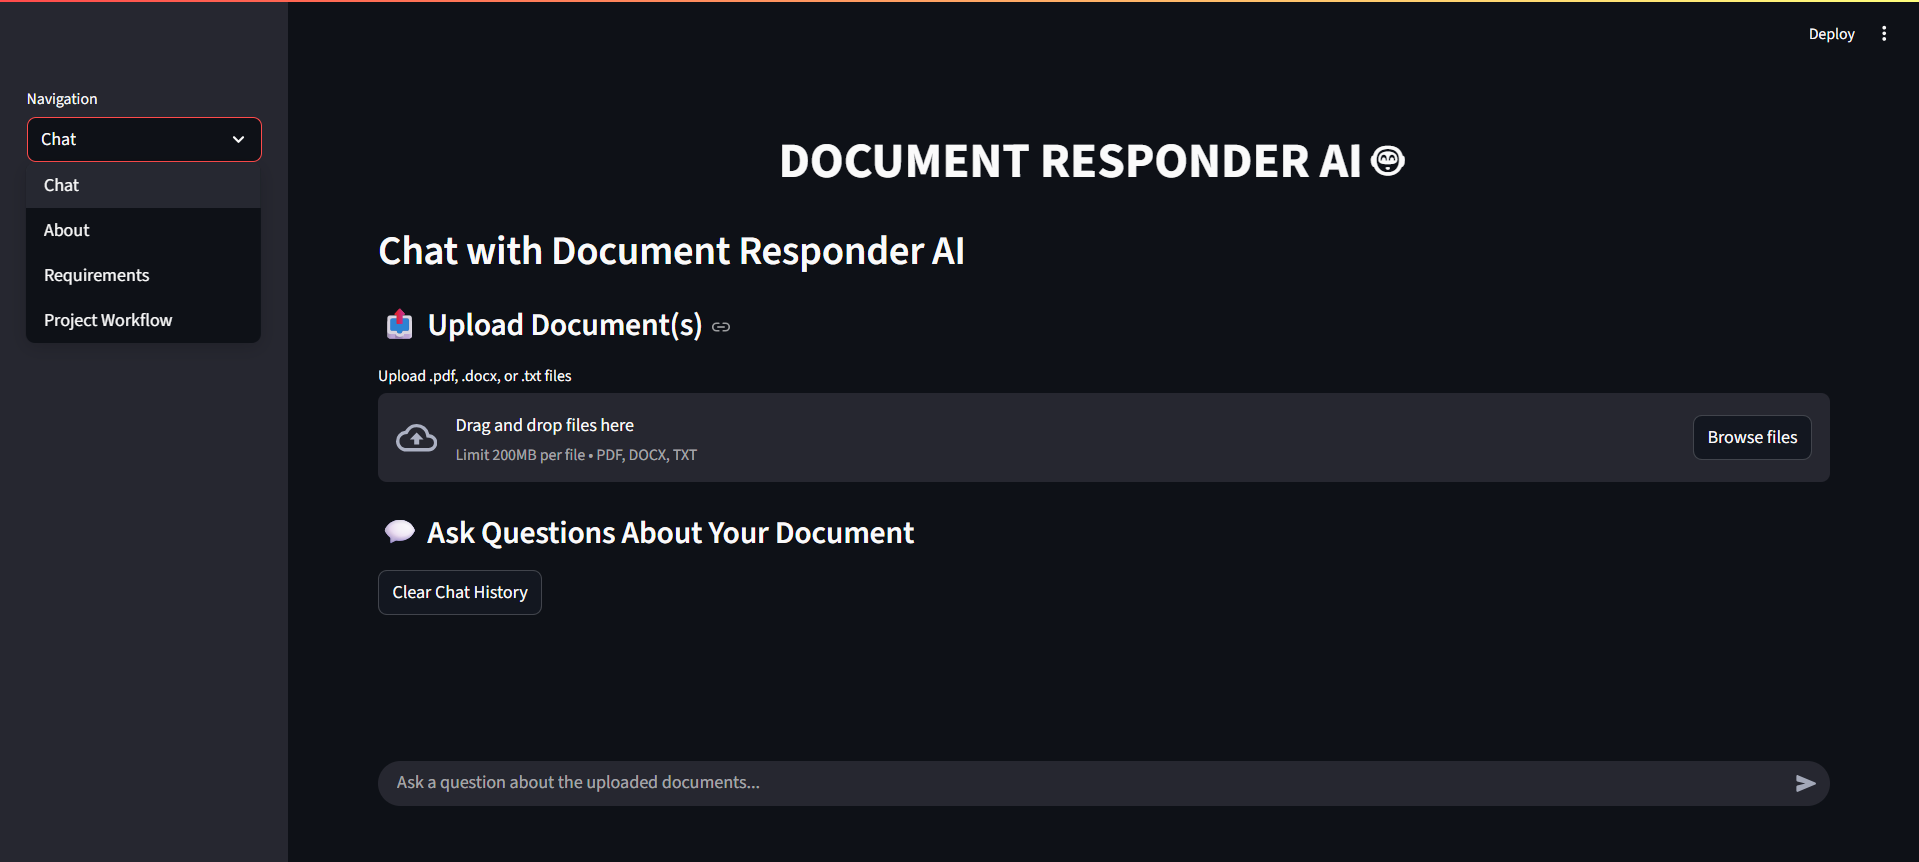 Deploy
Navigation
Chat
Chat
About
Requirements
Project Workflow
DOCUMENT RESPONDER AI
Chat with Document Responder AI
Upload Document(s)
Upload .pdf, .docx, or .txt files
Drag and drop files here
Limit 200MB per file • PDF, DOCX, TXT
Browse files
Ask Questions About Your Document
Clear Chat History
Ask a question about the uploaded documents...